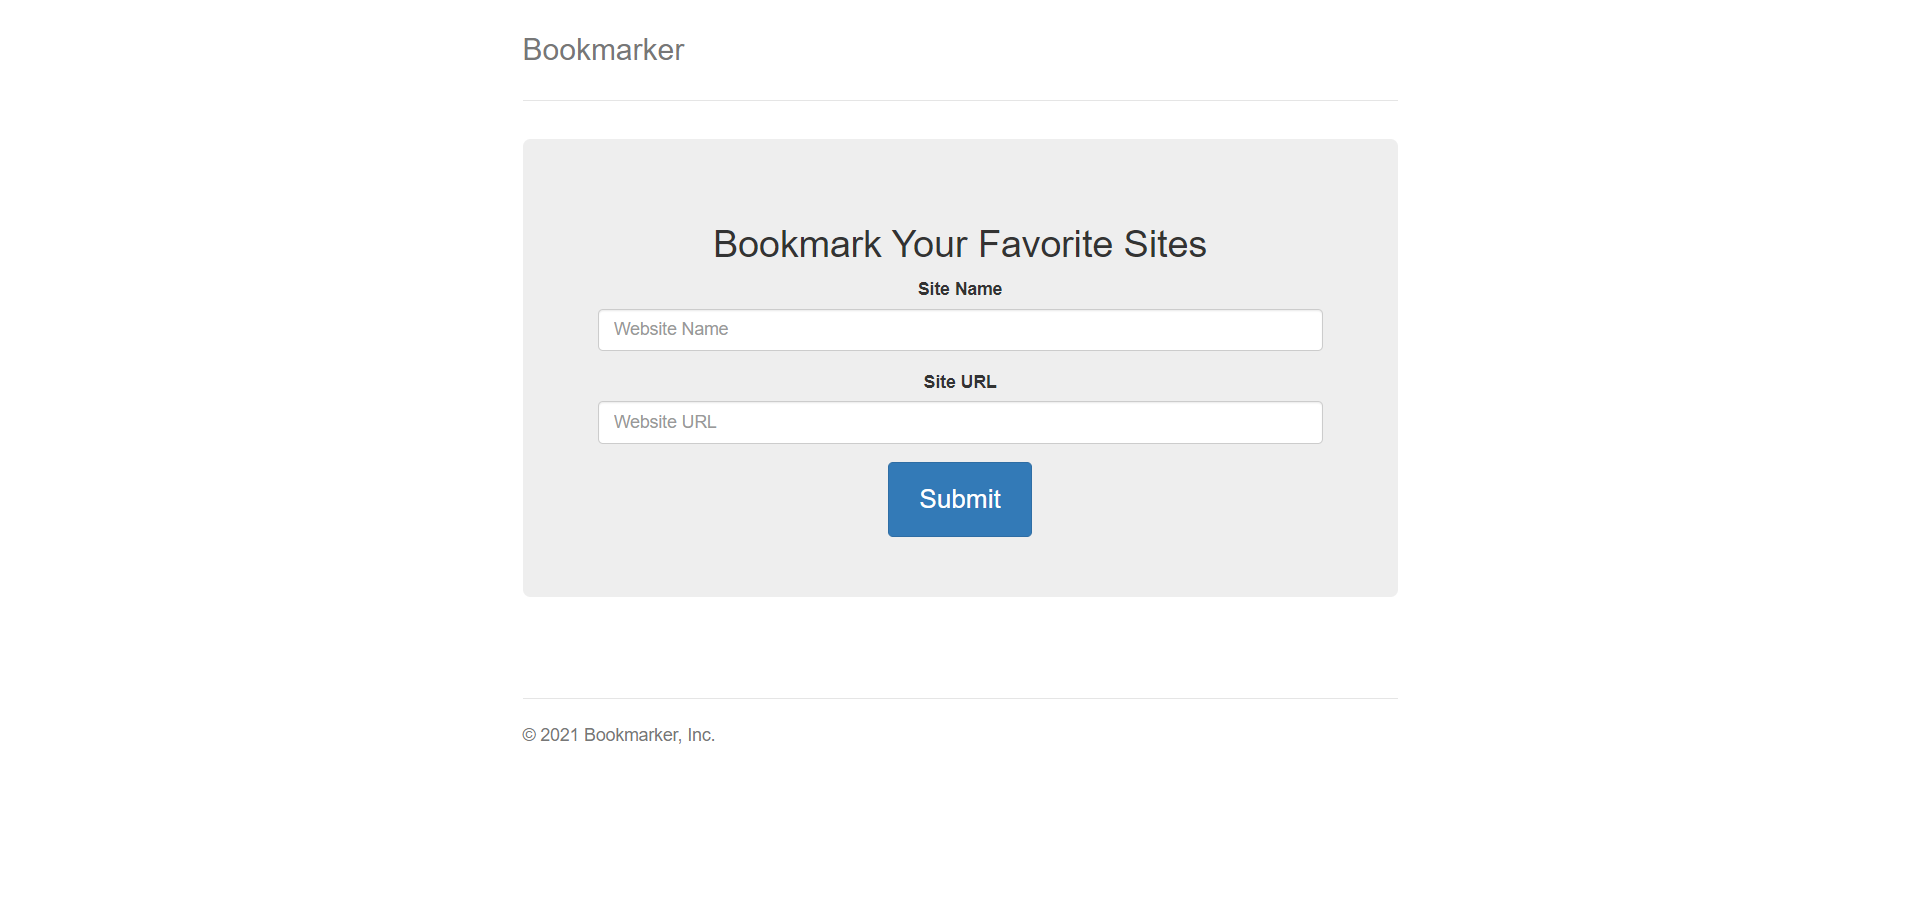 Bookmarker
Bookmark Your Favorite Sites
Site Name
Website Name
Site URL
Website URL
Submit
© 2021 Bookmarker, Inc.